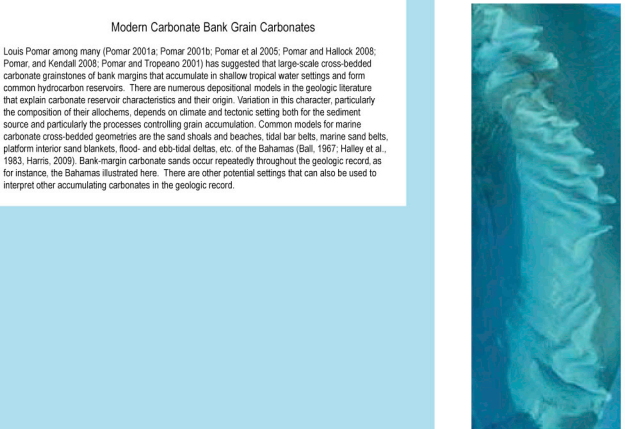 Modern Carbonate Bank Grain Carbonates
Louis Pomar among many (Pomar 2001a; Pomar 2001b; Pomar et al 2005; Pomar and Hallock 2008;
Pomar, and Kendall 2008; Pomar and Tropeano 2001) has suggested that large-scale cross-bedded
carbonate grainstones of bank margins that accumulate in shallow tropical water settings and form
common hydrocarbon reservoirs. There are numerous depositional models in the geologic literature
that explain carbonate reservoir characteristics and their origin. Variation in this character, particularly
the composition of their allochems, depends on climate and tectonic setting both for the sediment
source and particularly the processes controlling grain accumulation. Common models for marine
carbonate cross-bedded geometries are the sand shoals and beaches, tidal bar belts, marine sand belts,
platform interior sand blankets, flood- and ebb-tidal deltas, etc. of the Bahamas (Ball, 1967; Halley et al.,
1983, Harris, 2009). Bank-margin carbonate sands occur repeatedly throughout the geologic record, as
for instance, the Bahamas illustrated here. There are other potential settings that can also be used to
interpret other accumulating carbonates in the geologic record.